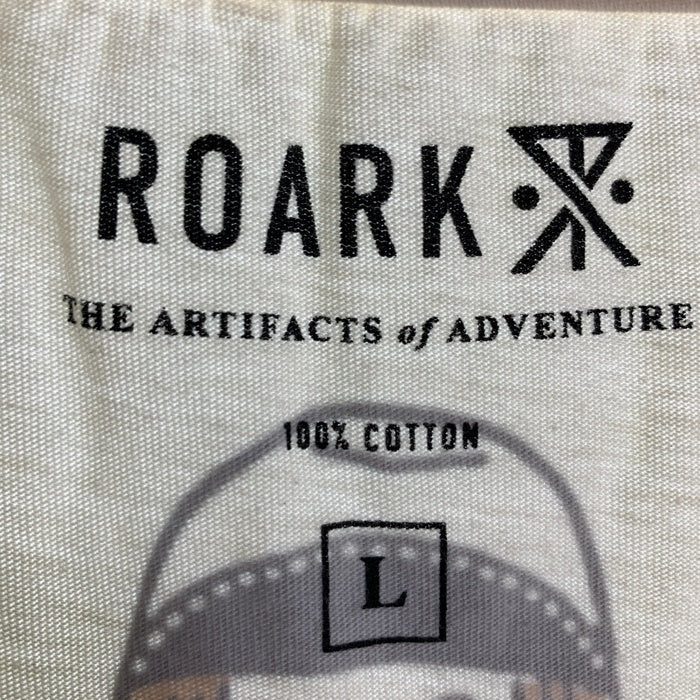 ROARK
THE ARTIFACTS of ADVENTURE
100% COTTON
L